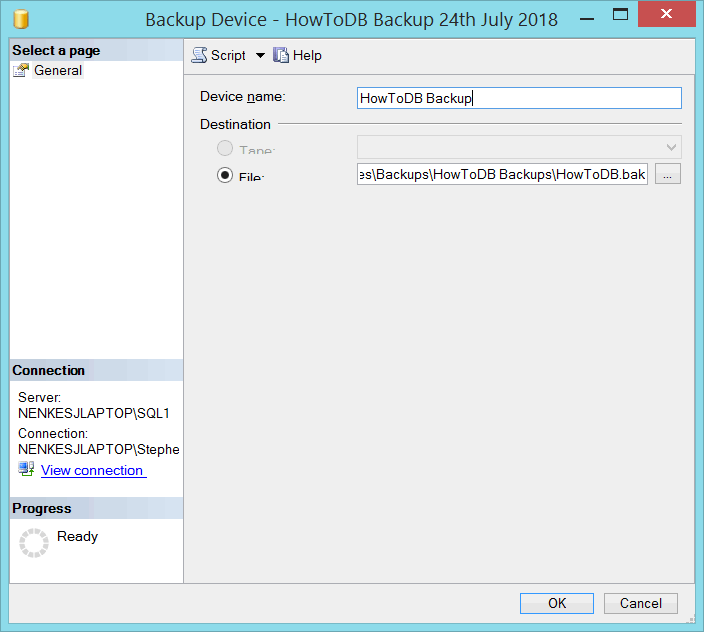 Backup Device - HowToDB Backup 24th July 2018
Select a page
General
Script
Help
Device name:
HowToDB Backup
Destination
Tape:
File:
es\Backups\HowToDB Backups\HowToDB.bak
...
Connection
Server:
NENKESJLAPTOP\SQL1
Connection:
NENKESJLAPTOP\Stephe
View connection
Progress
Ready
OK
Cancel